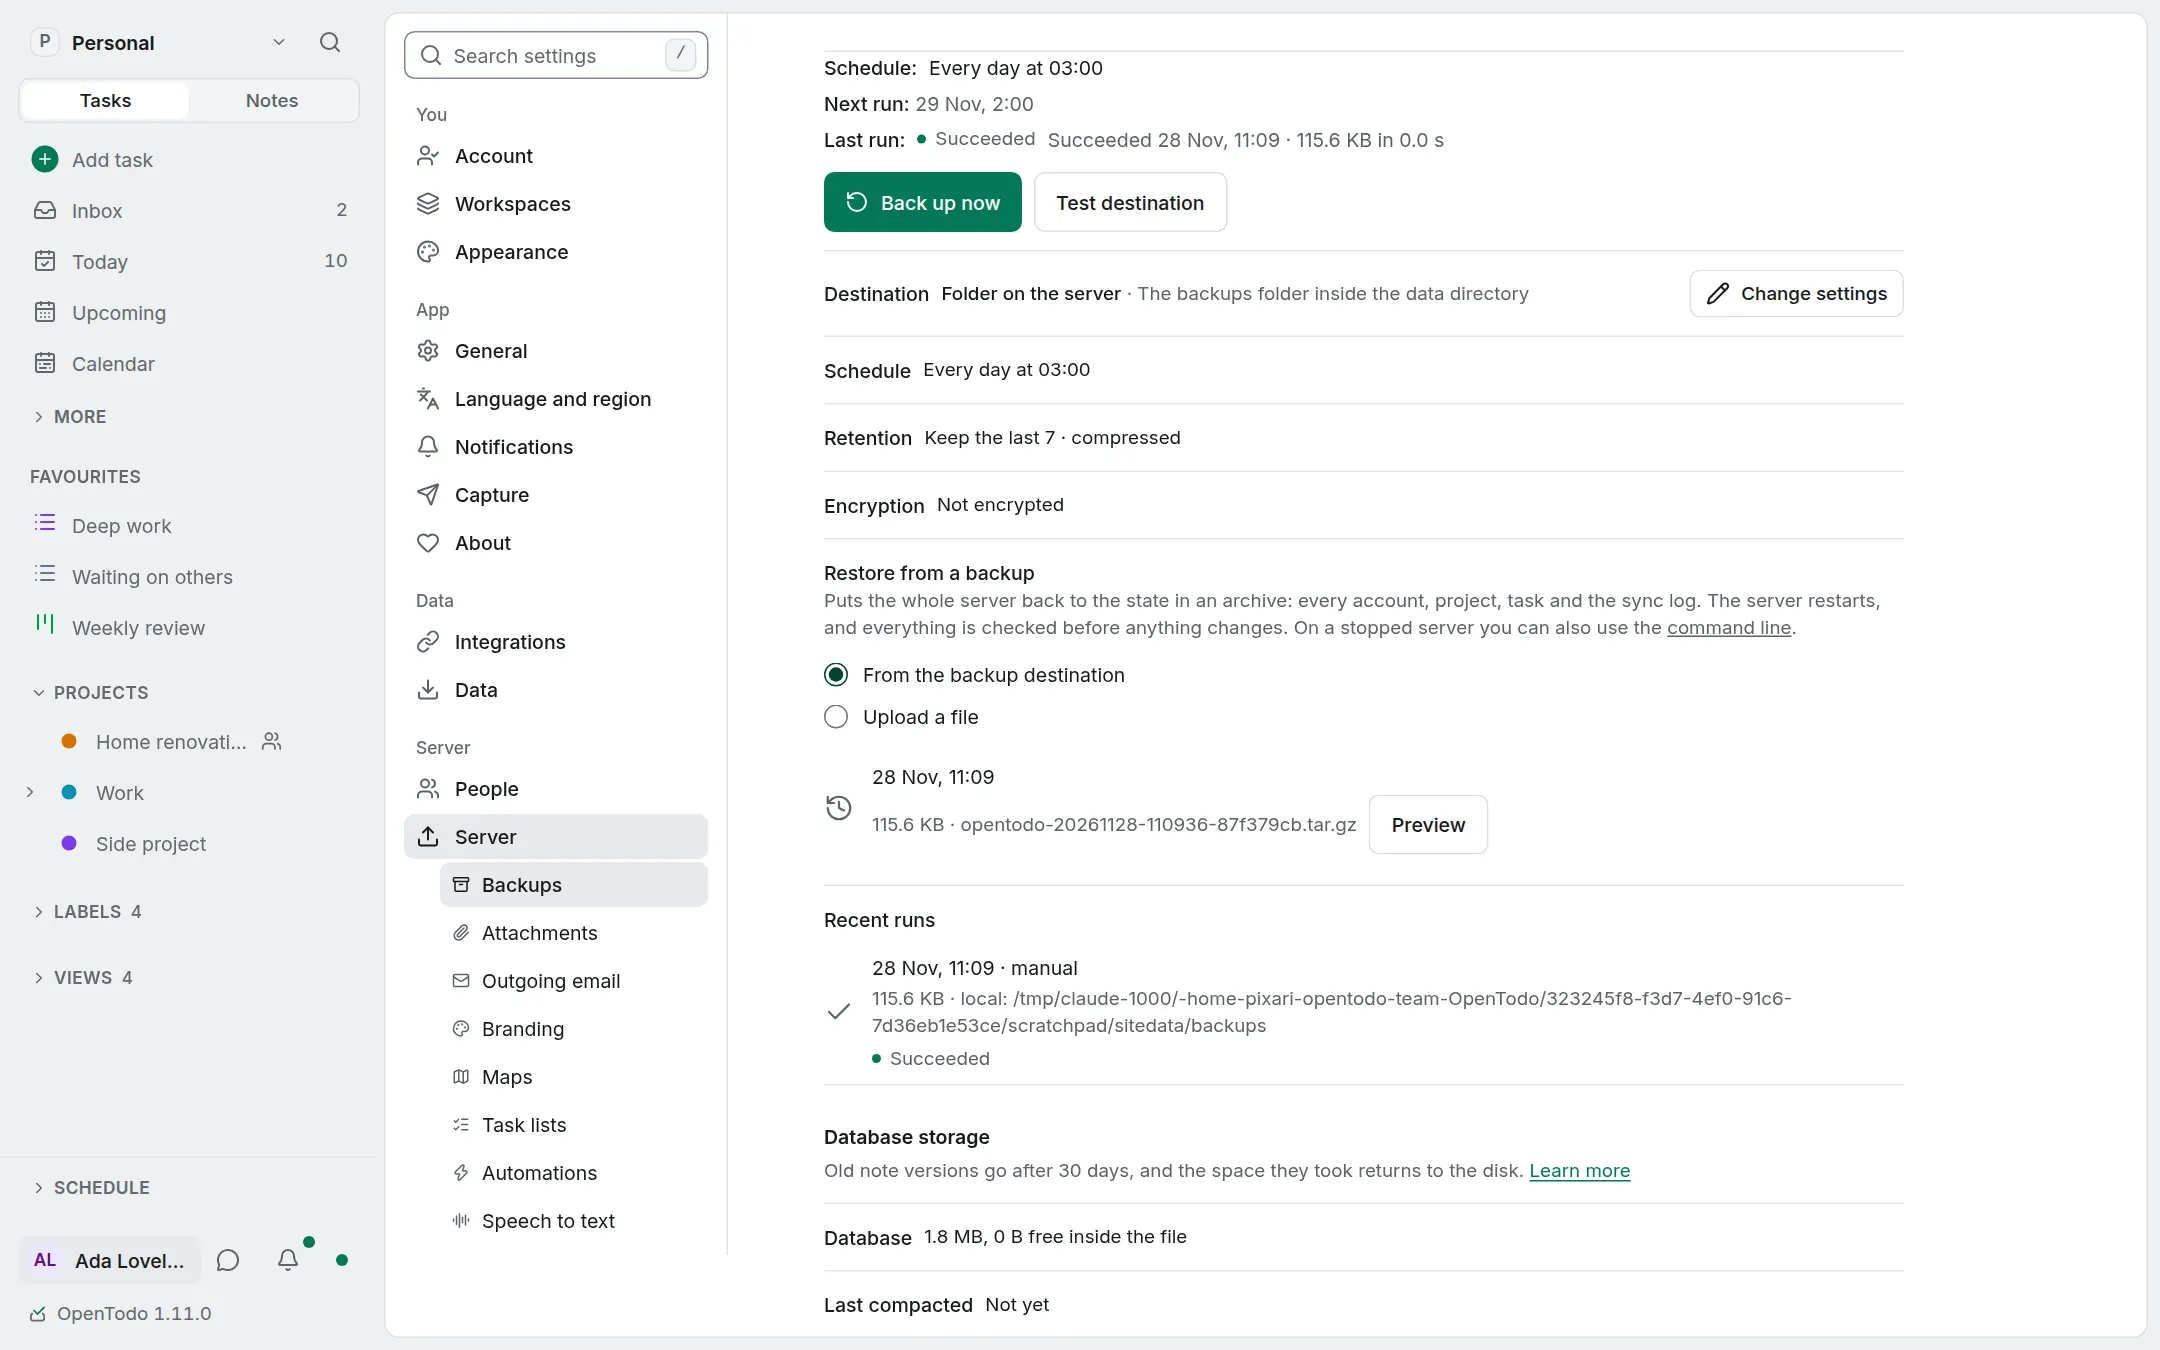 P Personal
Tasks Notes
Add task
Inbox 2
Today 10
Upcoming
Calendar
MORE
FAVOURITES
Deep work
Waiting on others
Weekly review
PROJECTS
Home renovati...
Work
Side project
LABELS 4
VIEWS 4
SCHEDULE
AL Ada Lovel...
OpenTodo 1.11.0
Search settings /
You
Account
Workspaces
Appearance
App
General
Language and region
Notifications
Capture
About
Data
Integrations
Data
Server
People
Server
Backups
Attachments
Outgoing email
Branding
Maps
Task lists
Automations
Speech to text
Schedule: Every day at 03:00
Next run: 29 Nov, 2:00
Last run: Succeeded Succeeded 28 Nov, 11:09 · 115.6 KB in 0.0 s
Back up now Test destination
Destination Folder on the server · The backups folder inside the data directory Change settings
Schedule Every day at 03:00
Retention Keep the last 7 · compressed
Encryption Not encrypted
Restore from a backup
Puts the whole server back to the state in an archive: every account, project, task and the sync log. The server restarts,
and everything is checked before anything changes. On a stopped server you can also use the command line.
From the backup destination
Upload a file
28 Nov, 11:09
115.6 KB · opentodo-20261128-110936-87f379cb.tar.gz Preview
Recent runs
28 Nov, 11:09 · manual
115.6 KB · local: /tmp/claude-1000/-home-pixari-opentodo-team-OpenTodo/323245f8-f3d7-4ef0-91c6-
7d36eb1e53ce/scratchpad/sitedata/backups
Succeeded
Database storage
Old note versions go after 30 days, and the space they took returns to the disk. Learn more
Database 1.8 MB, 0 B free inside the file
Last compacted Not yet